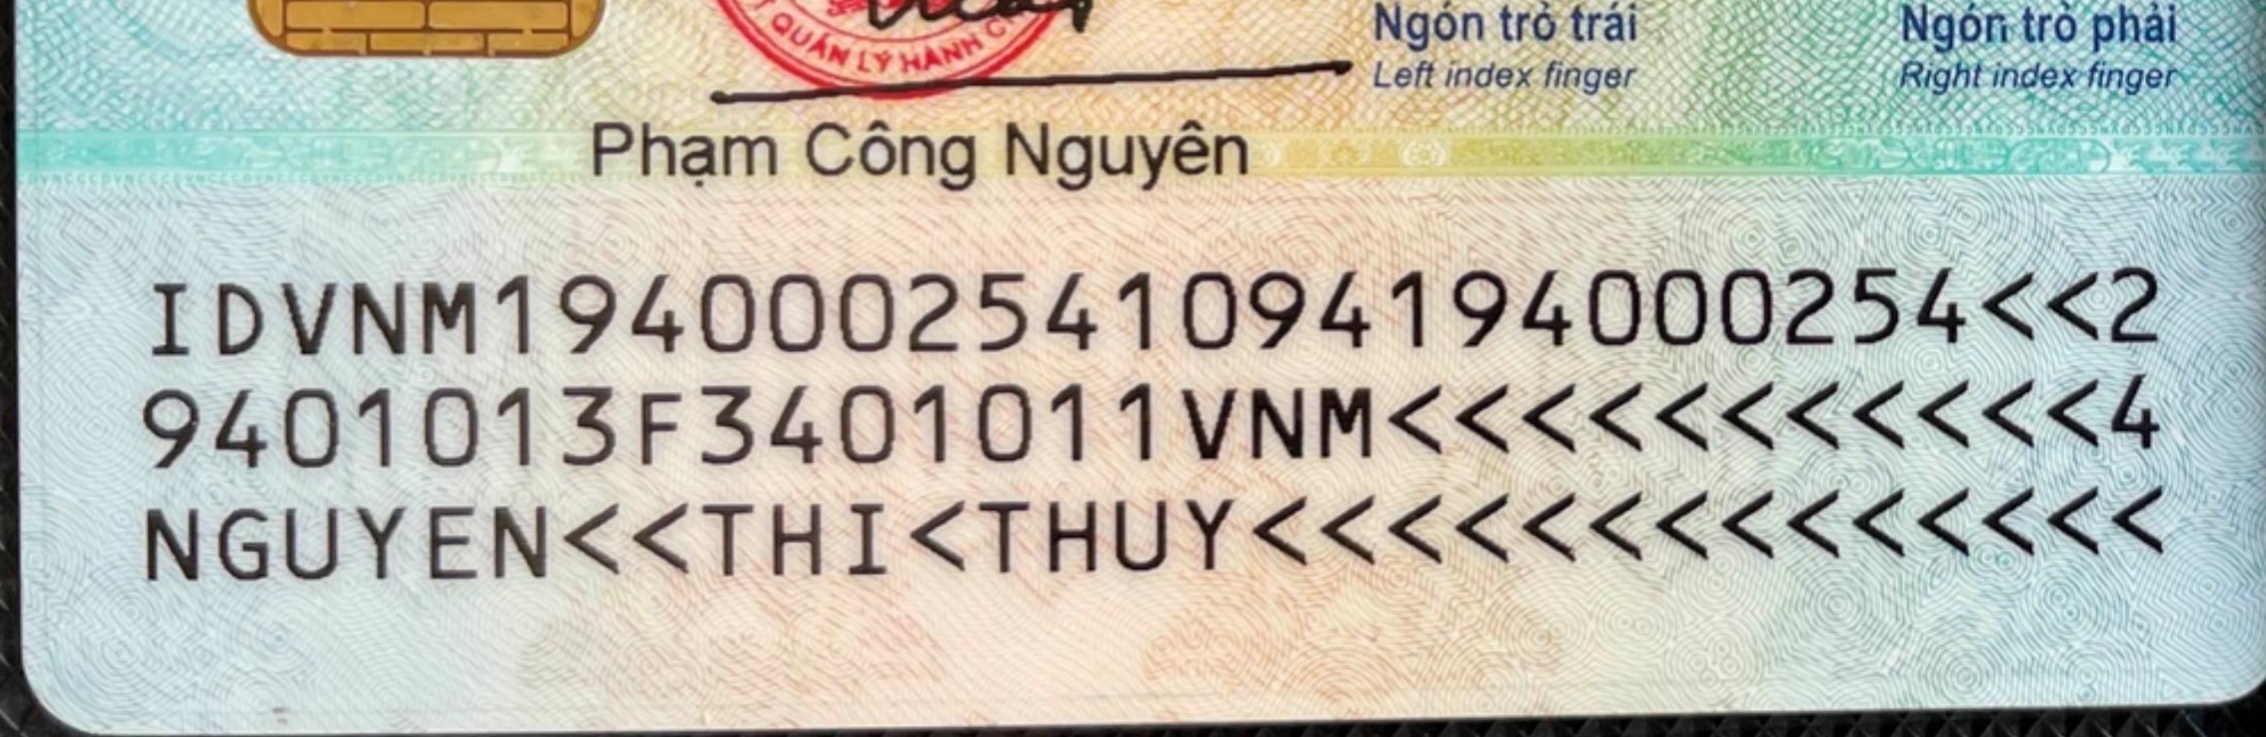 QUẢN LÝ HÀNH C
Ngón trỏ trái
Ngón trỏ phải
Left index finger
Right index finger
Phạm Công Nguyên
IDVNM1940002541094194000254<<2
9401013F3401011VNM<<<<<<<<<<<4
NGUYEN<<THI<THUY<<<<<<<<<<<<<<